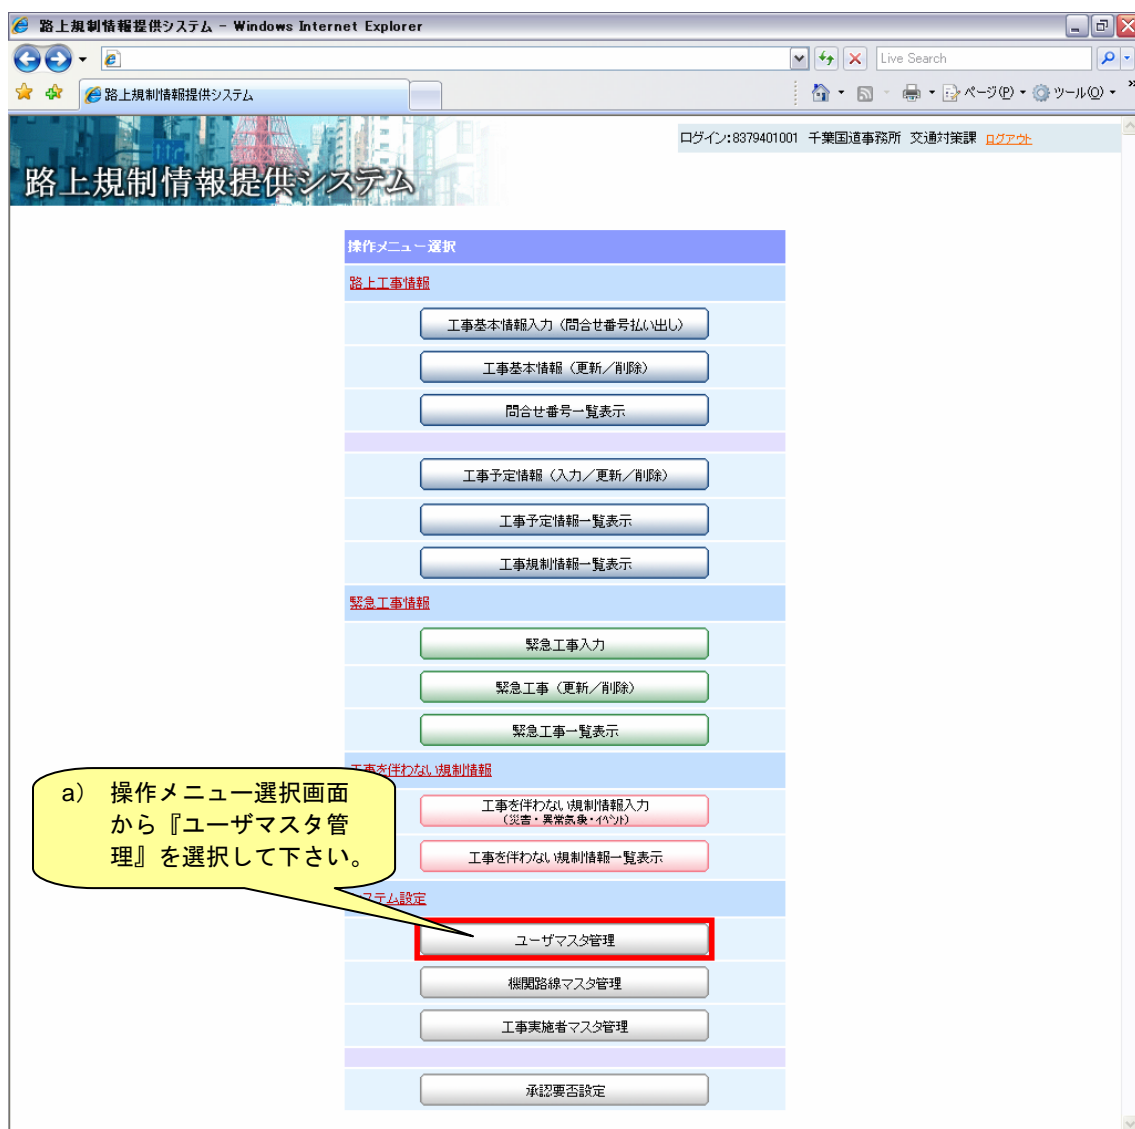 路上規制情報提供システム - Windows Internet Explorer
Live Search
路上規制情報提供システム
ページ(P)
ツール(O)
»
ログイン:8379401001 千葉国道事務所 交通対策課 ログアウト
路上規制情報提供システム
操作メニュー選択
路上工事情報
工事基本情報入力（問合せ番号払い出し）
工事基本情報（更新／削除）
問合せ番号一覧表示
工事予定情報（入力／更新／削除）
工事予定情報一覧表示
工事規制情報一覧表示
緊急工事情報
緊急工事入力
緊急工事（更新／削除）
緊急工事一覧表示
工事を伴わない規制情報
工事を伴わない規制情報入力
（災害・異常気象・ｲﾍﾞﾝﾄ）
工事を伴わない規制情報一覧表示
a) 操作メニュー選択画面
から『ユーザマスタ管
理』を選択して下さい。
ステム設定
ユーザマスタ管理
機関路線マスタ管理
工事実施者マスタ管理
承認要否設定